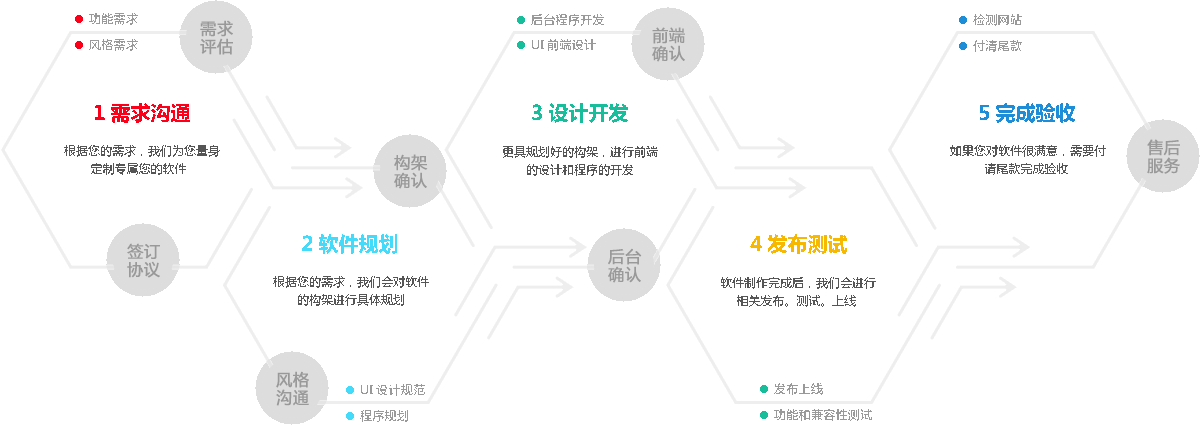 功能需求
风格需求
需求
评估
1 需求沟通
根据您的需求，我们为您量身
定制专属您的软件
签订
协议
构架
确认
2 软件规划
根据您的需求，我们会对软件
的构架进行具体规划
风格
沟通
UI 设计规范
程序规划
后台程序开发
UI 前端设计
前端
确认
3 设计开发
更具规划好的构架，进行前端
的设计和程序的开发
后台
确认
4 发布测试
软件制作完成后，我们会进行
相关发布。测试。上线
发布上线
功能和兼容性测试
检测网站
付清尾款
5 完成验收
如果您对软件很满意，需要付
请尾款完成验收
售后
服务